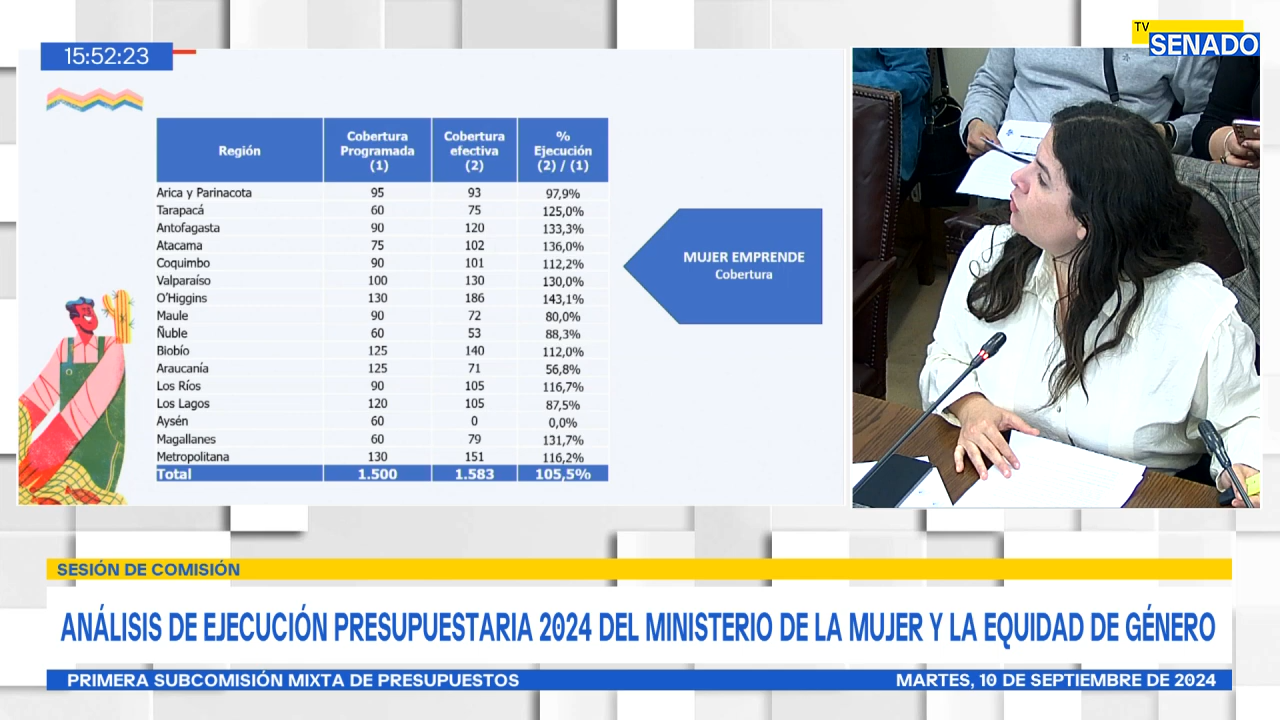 15:52:23
TV
SENADO
Región Cobertura Programada (1) Cobertura efectiva (2) % Ejecución (2) / (1)
Arica y Parinacota 95 93 97,9%
Tarapacá 60 75 125,0%
Antofagasta 90 120 133,3%
Atacama 75 102 136,0%
Coquimbo 90 101 112,2%
Valparaíso 100 130 130,0%
O'Higgins 130 186 143,1%
Maule 90 72 80,0%
Ñuble 60 53 88,3%
Biobío 125 140 112,0%
Araucanía 125 71 56,8%
Los Ríos 90 105 116,7%
Los Lagos 120 105 87,5%
Aysén 60 0 0,0%
Magallanes 60 79 131,7%
Metropolitana 130 151 116,2%
Total 1.500 1.583 105,5%
MUJER EMPRENDE
Cobertura
SESIÓN DE COMISIÓN
ANÁLISIS DE EJECUCIÓN PRESUPUESTARIA 2024 DEL MINISTERIO DE LA MUJER Y LA EQUIDAD DE GÉNERO
PRIMERA SUBCOMISIÓN MIXTA DE PRESUPUESTOS
MARTES, 10 DE SEPTIEMBRE DE 2024